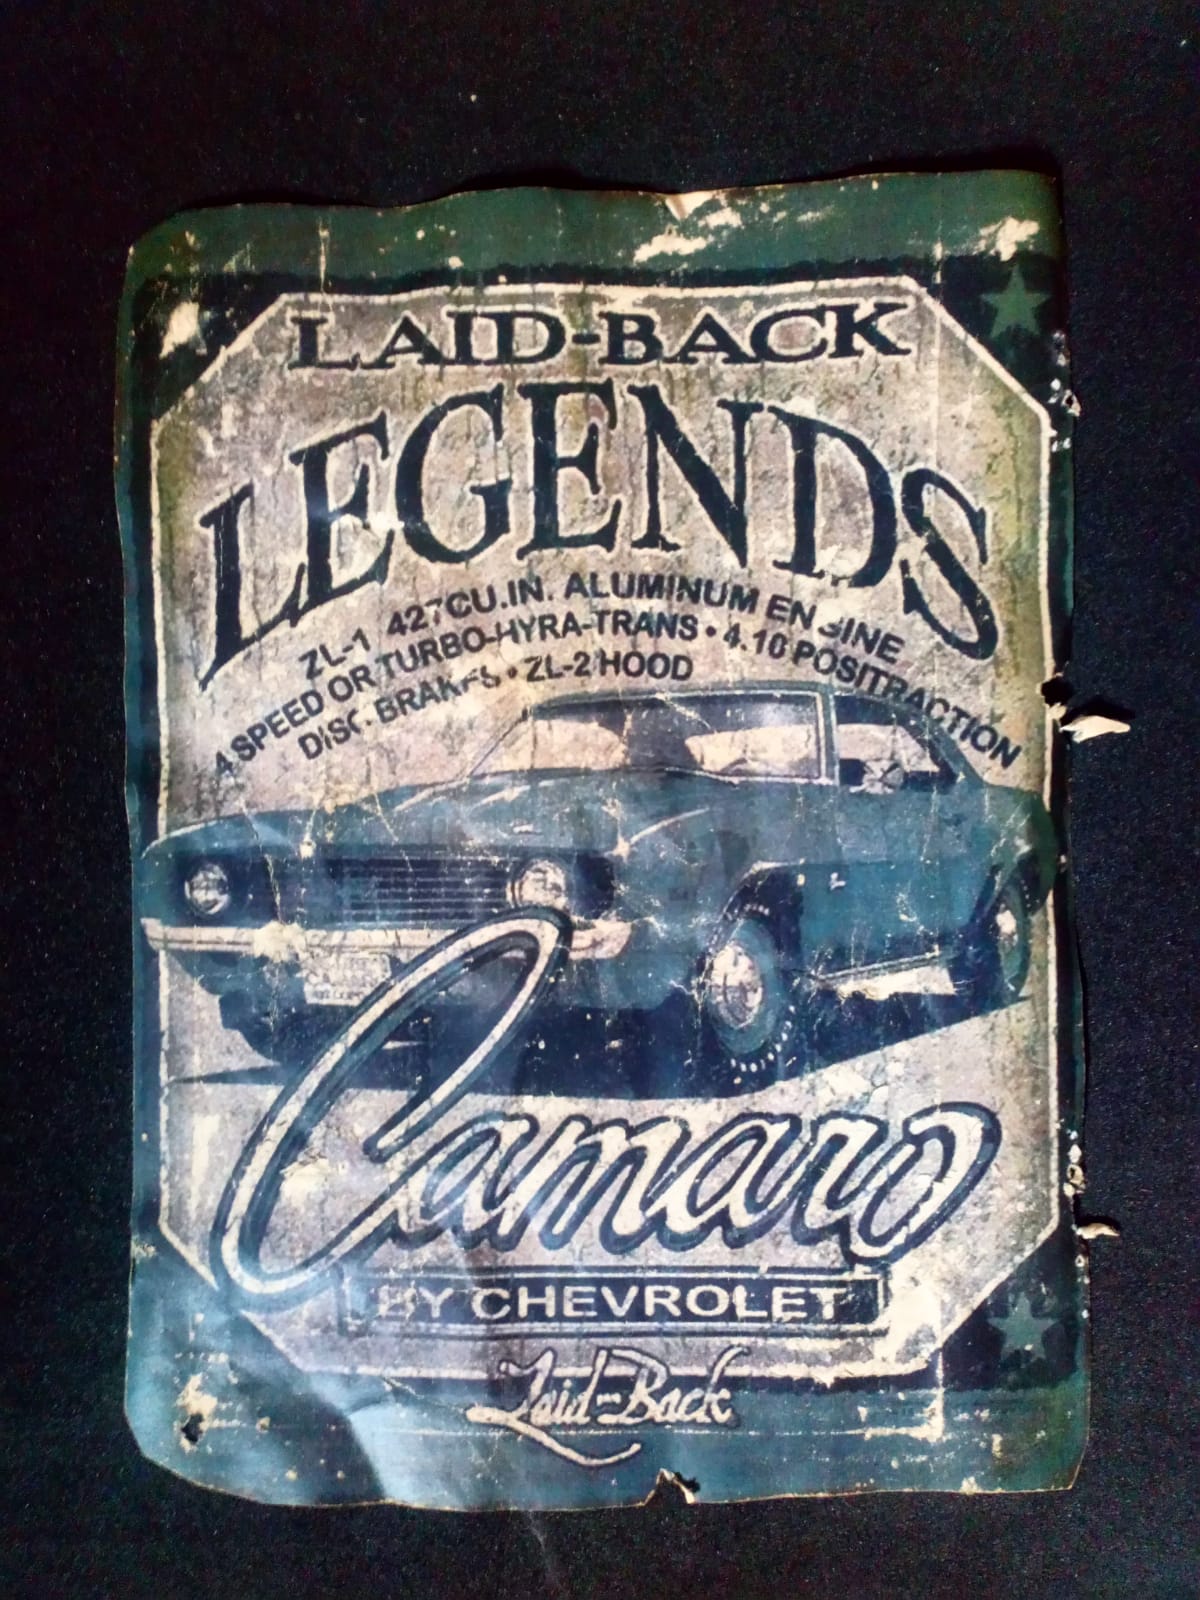 LAID-BACK
LEGENDS
ZL-1 427CU.IN. ALUMINUM ENGINE
4 SPEED OR TURBO-HYRA-TRANS • 4.10 POSITRACTION
DISC BRAKES • ZL-2 HOOD
Camaro
BY CHEVROLET
Laid-Back